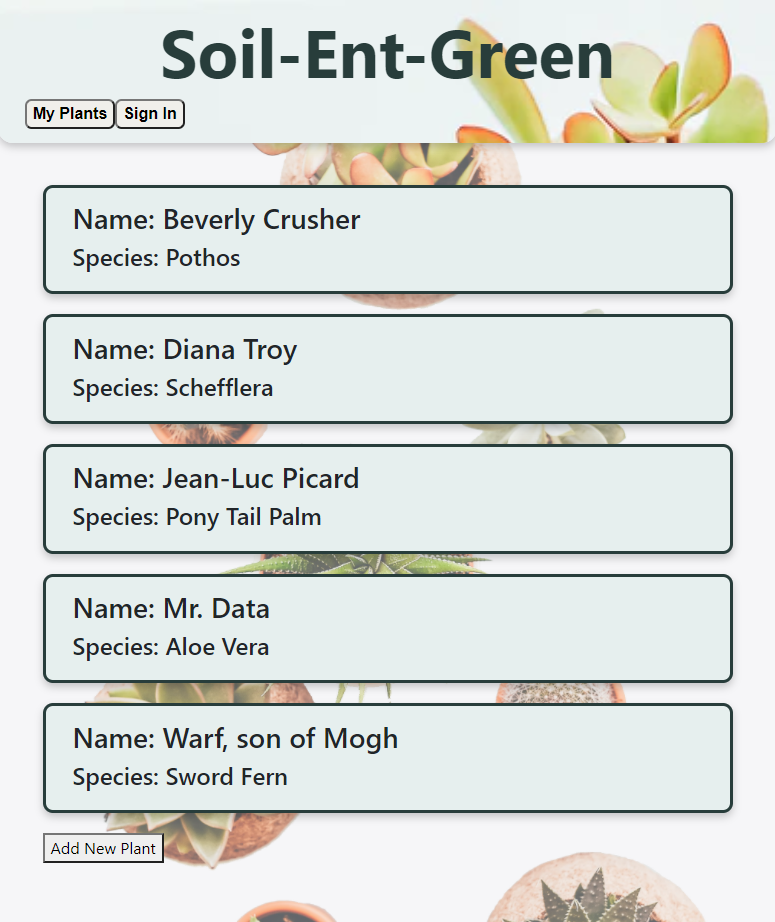 Soil-Ent-Green
My Plants Sign In
Name: Beverly Crusher
Species: Pothos
Name: Diana Troy
Species: Schefflera
Name: Jean-Luc Picard
Species: Pony Tail Palm
Name: Mr. Data
Species: Aloe Vera
Name: Warf, son of Mogh
Species: Sword Fern
Add New Plant